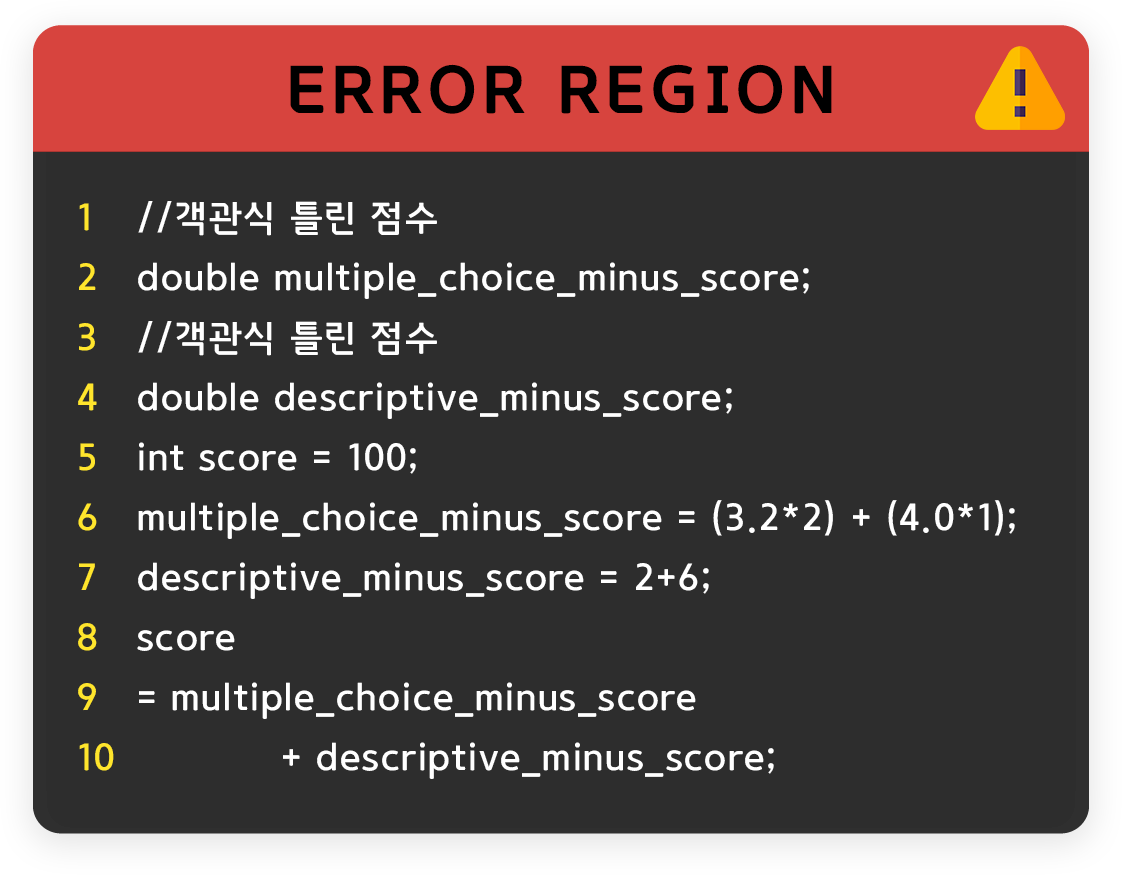 ERROR REGION
1 //객관식 틀린 점수
2 double multiple_choice_minus_score;
3 //객관식 틀린 점수
4 double descriptive_minus_score;
5 int score = 100;
6 multiple_choice_minus_score = (3.2*2) + (4.0*1);
7 descriptive_minus_score = 2+6;
8 score
9 = multiple_choice_minus_score
10 + descriptive_minus_score;